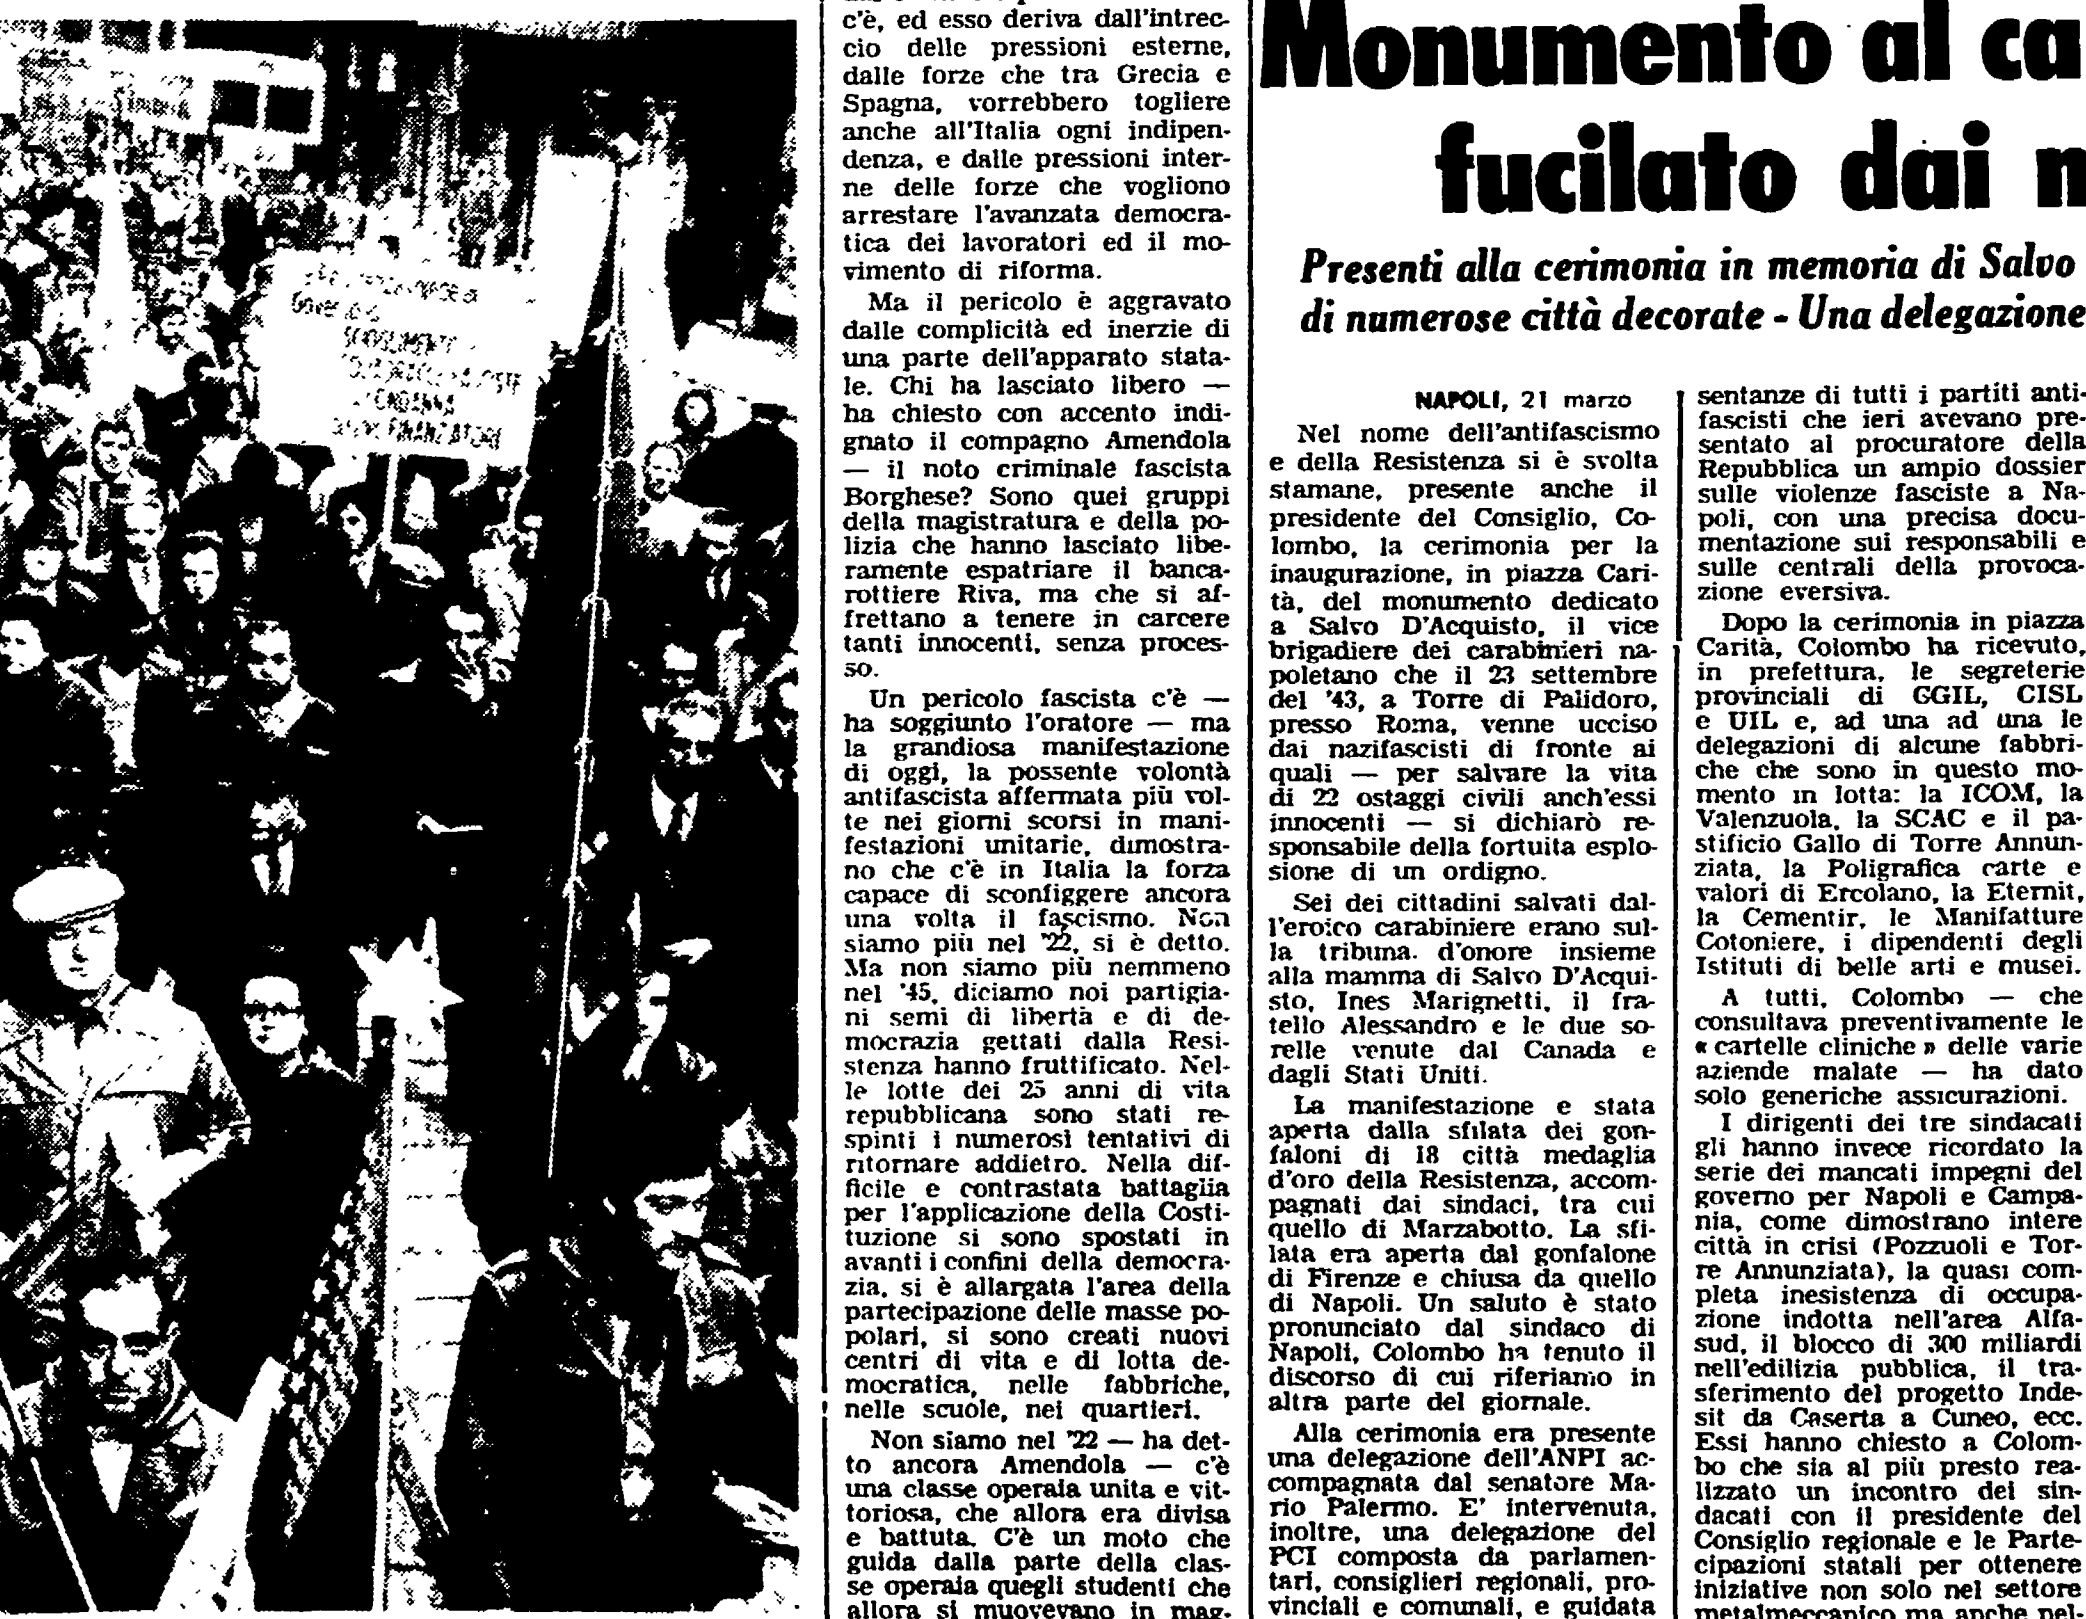 SCIOGLIMENTO
CONDANNA
FINANZIATORI
c'è, ed esso deriva dall'intrec-
cio delle pressioni esterne,
dalle forze che tra Grecia e
Spagna, vorrebbero togliere
anche all'Italia ogni indipen-
denza, e dalle pressioni inter-
ne delle forze che vogliono
arrestare l'avanzata democra-
tica dei lavoratori ed il mo-
vimento di riforma.
Ma il pericolo è aggravato
dalle complicità ed inerzie di
una parte dell'apparato stata-
le. Chi ha lasciato libero —
ha chiesto con accento indi-
gnato il compagno Amendola
— il noto criminale fascista
Borghese? Sono quei gruppi
della magistratura e della po-
lizia che hanno lasciato libe-
ramente espatriare il banca-
rottiere Riva, ma che si af-
frettano a tenere in carcere
tanti innocenti, senza proces-
so.
Un pericolo fascista c'è —
ha soggiunto l'oratore — ma
la grandiosa manifestazione
di oggi, la possente volontà
antifascista affermata più vol-
te nei giorni scorsi in mani-
festazioni unitarie, dimostra-
no che c'è in Italia la forza
capace di sconfiggere ancora
una volta il fascismo. Non
siamo più nel '22, si è detto.
Ma non siamo più nemmeno
nel '45, diciamo noi partigia-
ni semi di libertà e di de-
mocrazia gettati dalla Resi-
stenza hanno fruttificato. Nel-
le lotte dei 25 anni di vita
repubblicana sono stati re-
spinti i numerosi tentativi di
ritornare addietro. Nella dif-
ficile e contrastata battaglia
per l'applicazione della Costi-
tuzione si sono spostati in
avanti i confini della democra-
zia, si è allargata l'area della
partecipazione delle masse po-
polari, si sono creati nuovi
centri di vita e di lotta de-
mocratica, nelle fabbriche,
nelle scuole, nei quartieri.
Non siamo nel '22 — ha det-
to ancora Amendola — c'è
una classe operaia unita e vit-
toriosa, che allora era divisa
e battuta. C'è un moto che
guida dalla parte della clas-
se operaia quegli studenti che
allora si muovevano in mag-
Monumento al ca
fucilato dai n
Presenti alla cerimonia in memoria di Salvo
di numerose città decorate - Una delegazione
NAPOLI, 21 marzo
Nel nome dell'antifascismo
e della Resistenza si è svolta
stamane, presente anche il
presidente del Consiglio, Co-
lombo, la cerimonia per la
inaugurazione, in piazza Cari-
tà, del monumento dedicato
a Salvo D'Acquisto, il vice
brigadiere dei carabinieri na-
poletano che il 23 settembre
del '43, a Torre di Palidoro,
presso Roma, venne ucciso
dai nazifascisti di fronte ai
quali — per salvare la vita
di 22 ostaggi civili anch'essi
innocenti — si dichiarò re-
sponsabile della fortuita esplo-
sione di un ordigno.
Sei dei cittadini salvati dal-
l'eroico carabiniere erano sul-
la tribuna. d'onore insieme
alla mamma di Salvo D'Acqui-
sto, Ines Marignetti, il fra-
tello Alessandro e le due so-
relle venute dal Canada e
dagli Stati Uniti.
La manifestazione e stata
aperta dalla sfilata dei gon-
faloni di 18 città medaglia
d'oro della Resistenza, accom-
pagnati dai sindaci, tra cui
quello di Marzabotto. La sfi-
lata era aperta dal gonfalone
di Firenze e chiusa da quello
di Napoli. Un saluto è stato
pronunciato dal sindaco di
Napoli, Colombo ha tenuto il
discorso di cui riferiamo in
altra parte del giornale.
Alla cerimonia era presente
una delegazione dell'ANPI ac-
compagnata dal senatore Ma-
rio Palermo. E' intervenuta,
inoltre, una delegazione del
PCI composta da parlamen-
tari, consiglieri regionali, pro-
vinciali e comunali, e guidata
sentanze di tutti i partiti anti-
fascisti che ieri avevano pre-
sentato al procuratore della
Repubblica un ampio dossier
sulle violenze fasciste a Na-
poli, con una precisa docu-
mentazione sui responsabili e
sulle centrali della provoca-
zione eversiva.
Dopo la cerimonia in piazza
Carità, Colombo ha ricevuto,
in prefettura, le segreterie
provinciali di GGIL, CISL
e UIL e, ad una ad una le
delegazioni di alcune fabbri-
che che sono in questo mo-
mento in lotta: la ICOM, la
Valenzuola, la SCAC e il pa-
stificio Gallo di Torre Annun-
ziata, la Poligrafica carte e
valori di Ercolano, la Eternit,
la Cementir, le Manifatture
Cotoniere, i dipendenti degli
Istituti di belle arti e musei.
A tutti, Colombo — che
consultava preventivamente le
« cartelle cliniche » delle varie
aziende malate — ha dato
solo generiche assicurazioni.
I dirigenti dei tre sindacati
gli hanno invece ricordato la
serie dei mancati impegni del
governo per Napoli e Campa-
nia, come dimostrano intere
città in crisi (Pozzuoli e Tor-
re Annunziata), la quasi com-
pleta inesistenza di occupa-
zione indotta nell'area Alfa-
sud, il blocco di 300 miliardi
nell'edilizia pubblica, il tra-
sferimento del progetto Inde-
sit da Caserta a Cuneo, ecc.
Essi hanno chiesto a Colom-
bo che sia al più presto rea-
lizzato un incontro dei sin-
dacati con il presidente del
Consiglio regionale e le Parte-
cipazioni statali per ottenere
iniziative non solo nel settore
metalmeccanico ma anche nel